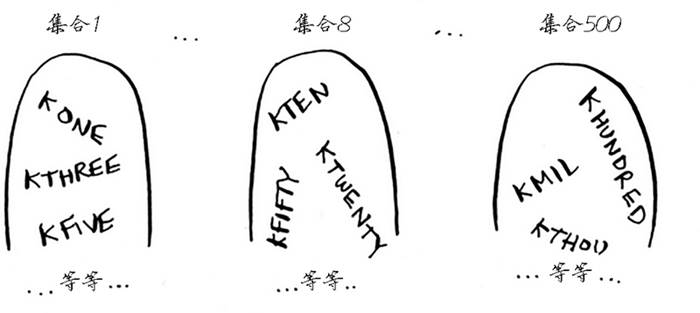 集合1
...
集合8
...
集合500
KONE
KTHREE
KFIVE
...等等...
KTEN
KFIFTY
KTWENTY
...等等..
KHUNDRED
KMIL
KTHOU
...等等...